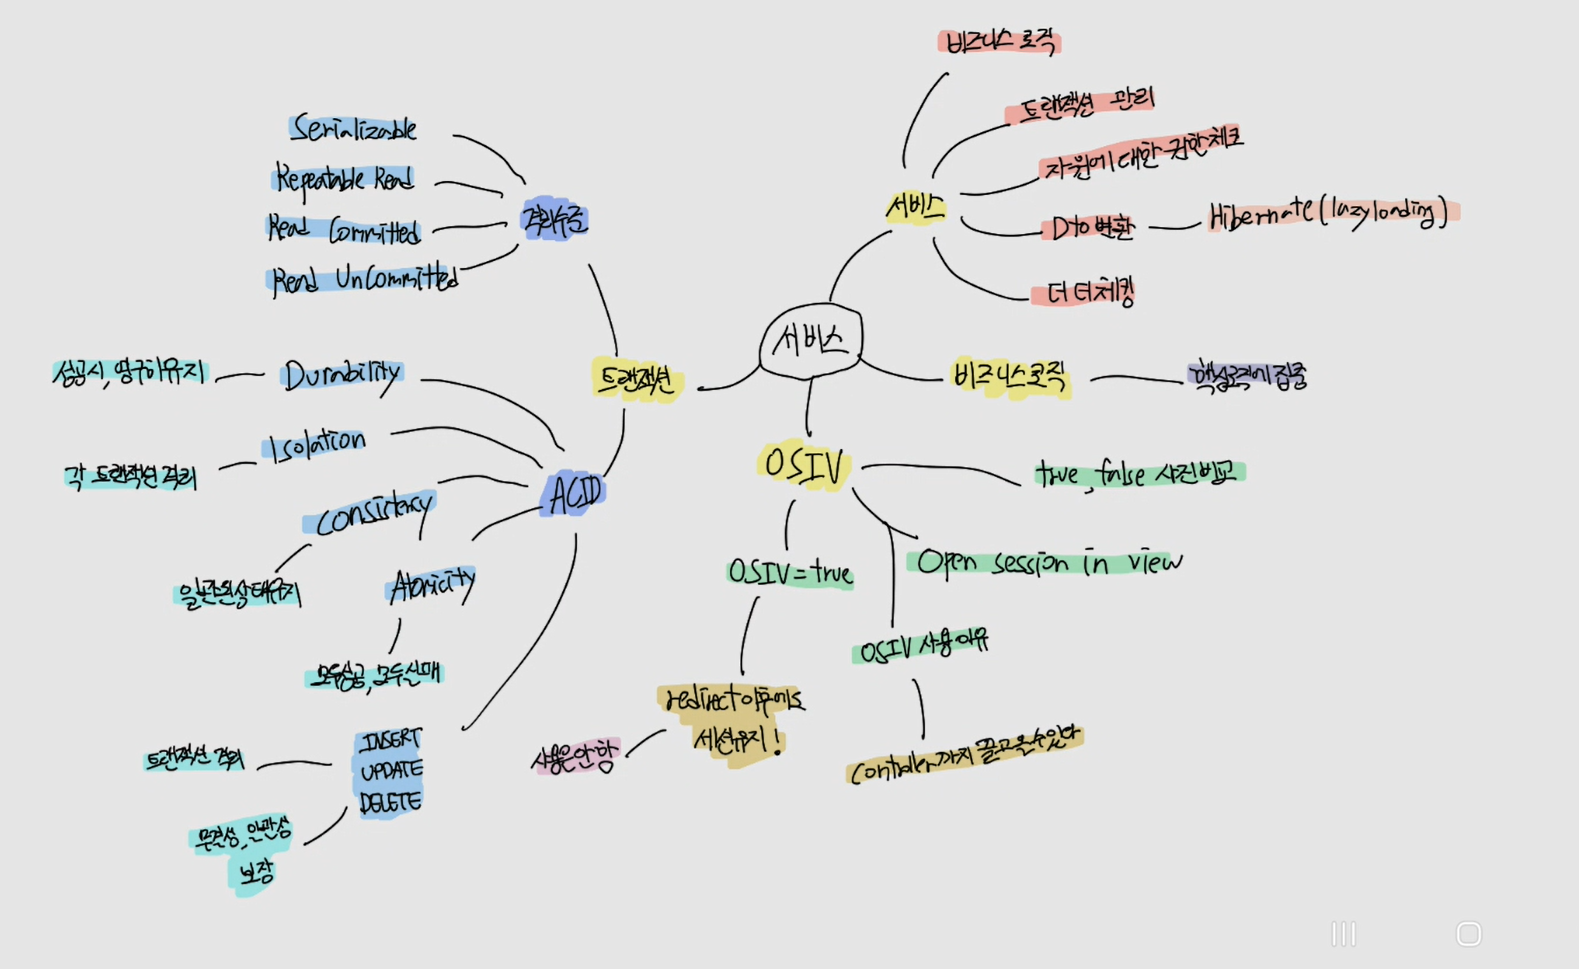 비즈니스 로직
트랜잭션 관리
자원에 대한 권한체크
서비스
Dto 변환
Hibernate (lazy loading)
더티체킹
Serializable
Repeatable Read
Read Committed
Read UnCommitted
격리수준
서비스
트랜잭션
비즈니스로직
핵심로직에 집중
성공시, 영구히유지
Durability
Isolation
각 트랜잭션 격리
Consistency
일관된상태유지
ACID
Atomicity
모두성공, 모두실패
OSIV
true, false 사진비교
Open session in view
OSIV = true
OSIV 사용이유
redirect이후에도
세션유지!
사용은안함
Controller까지 끌고올수있다
트랜잭션 격리
INSERT
UPDATE
DELETE
무결성, 일관성
보장